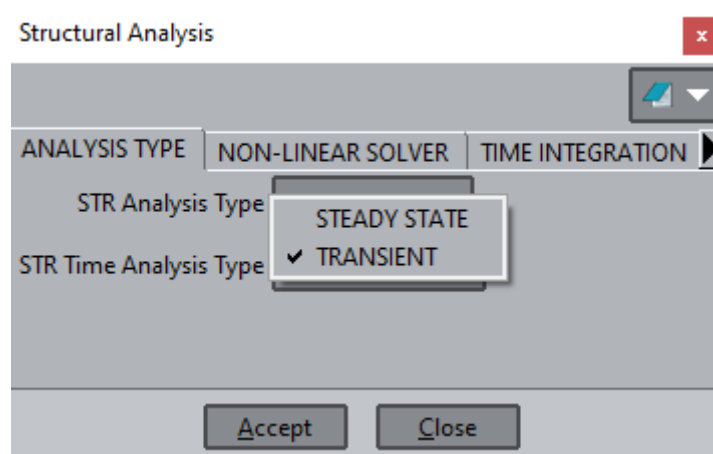 Structural Analysis
x
ANALYSIS TYPE NON-LINEAR SOLVER TIME INTEGRATION
STR Analysis Type
STEADY STATE
STR Time Analysis Type ✔ TRANSIENT
Accept Close